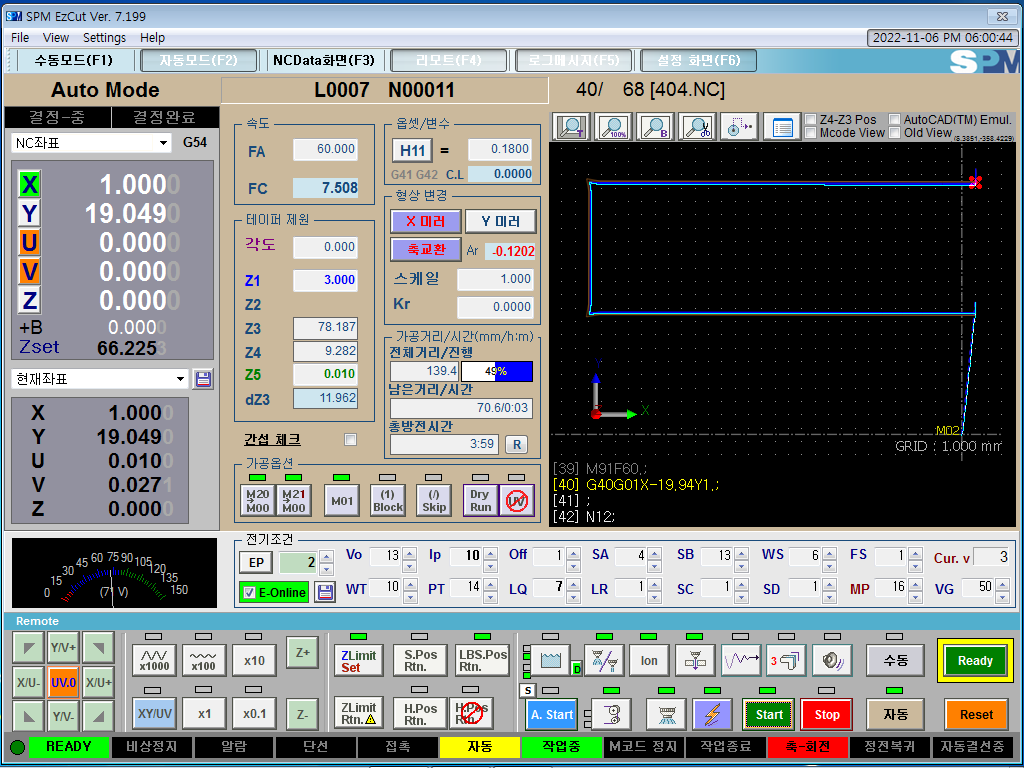 SPM EzCut Ver. 7.199
File View Settings Help
2022-11-06 PM 06:00:44
수동모드(F1) 자동모드(F2) NCData화면(F3) 리모트(F4) 로그메시지(F5) 설정 화면(F6) SPM
Auto Mode L0007 N00011 40/ 68 [404.NC]
결정-중 결정완료
NC좌표 G54
X 1.0000
Y 19.0490
U 0.0000
V 0.0000
Z 0.0000
+B 0.0000
Zset 66.2253
현재좌표
X 1.0000
Y 19.0490
U 0.0100
V 0.0271
Z 0.0000
속도
FA 60.000
FC 7.508
테이퍼 제원
각도 0.000
Z1 3.000
Z2
Z3 78.187
Z4 9.282
Z5 0.010
dZ3 11.962
간섭 체크
옵셋/변수
H11 = 0.1800
G41 G42 C.L 0.0000
형상 변경
X 미러 Y 미러
축교환 Ar -0.1202
스케일 1.000
Kr 0.0000
가공거리/시간(mm/h:m)
전체거리/진행
139.4 49%
남은거리/시간
70.6/0:03
총방전시간
3:59 R
가공옵션
M20 M00 M21 M00 M01 (1) Block (/) Skip Dry Run UV
T 100% B
Z4-Z3 Pos AutoCAD(TM) Emul.
Mcode View Old View
(6.3851,-358.4229)
Y
X
M02
GRID : 1.000 mm
[39] M91F60,;
[40] G40G01X-19,94Y1,;
[41] ;
[42] N12;
0 15 30 45 60 75 90 105 120 135 150
(71 V)
전기조건
EP 2 Vo 13 Ip 10 Off 1 SA 4 SB 13 WS 6 FS 1 Cur. v 3
E-Online WT 10 PT 14 LQ 7 LR 1 SC 1 SD 1 MP 16 VG 50
Remote
Y/V+
X/U- UV.0 X/U+
Y/V-
x1000 x100 x10 Z+
XY/UV x1 x0.1 Z-
ZLimit Set S.Pos Rtn. LBS.Pos Rtn.
ZLimit Rtn. H.Pos Rtn. H.Pos Rtn.
D Ion 3 수동 Ready
S A. Start Start Stop 자동 Reset
READY 비상정지 알람 단선 접촉 자동 작업중 M코드 정지 작업종료 축-회전 정전복귀 자동결선중